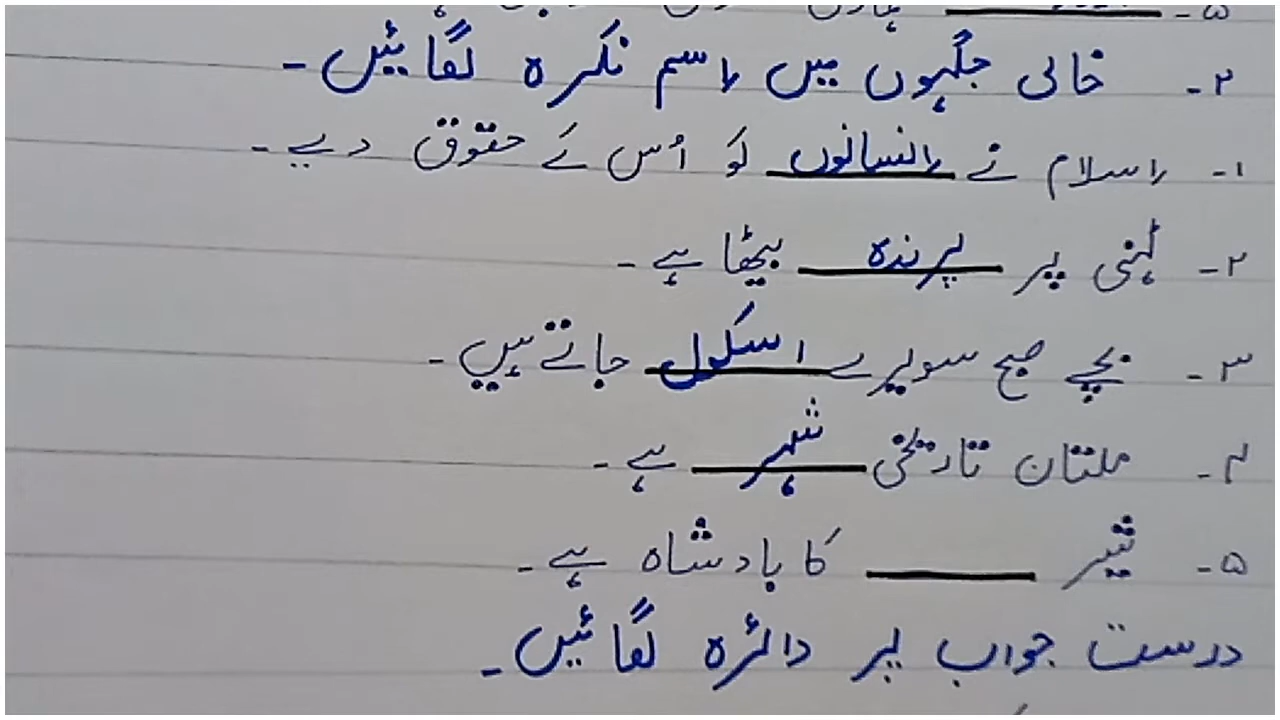 ۵-
۲- خالی جگہوں میں اسم نکرہ لگائیں-
۱- اسلام نے انسانوں کو اُس کے حقوق دیے-
۲- ٹہنی پر پرندہ بیٹھا ہے-
۳- بچے صبح سویرے اسکول جاتے ہیں-
۴- ملتان تاریخی شہر ہے-
۵- شیر ______ کا بادشاہ ہے-
درست جواب پر دائرہ لگائیں-